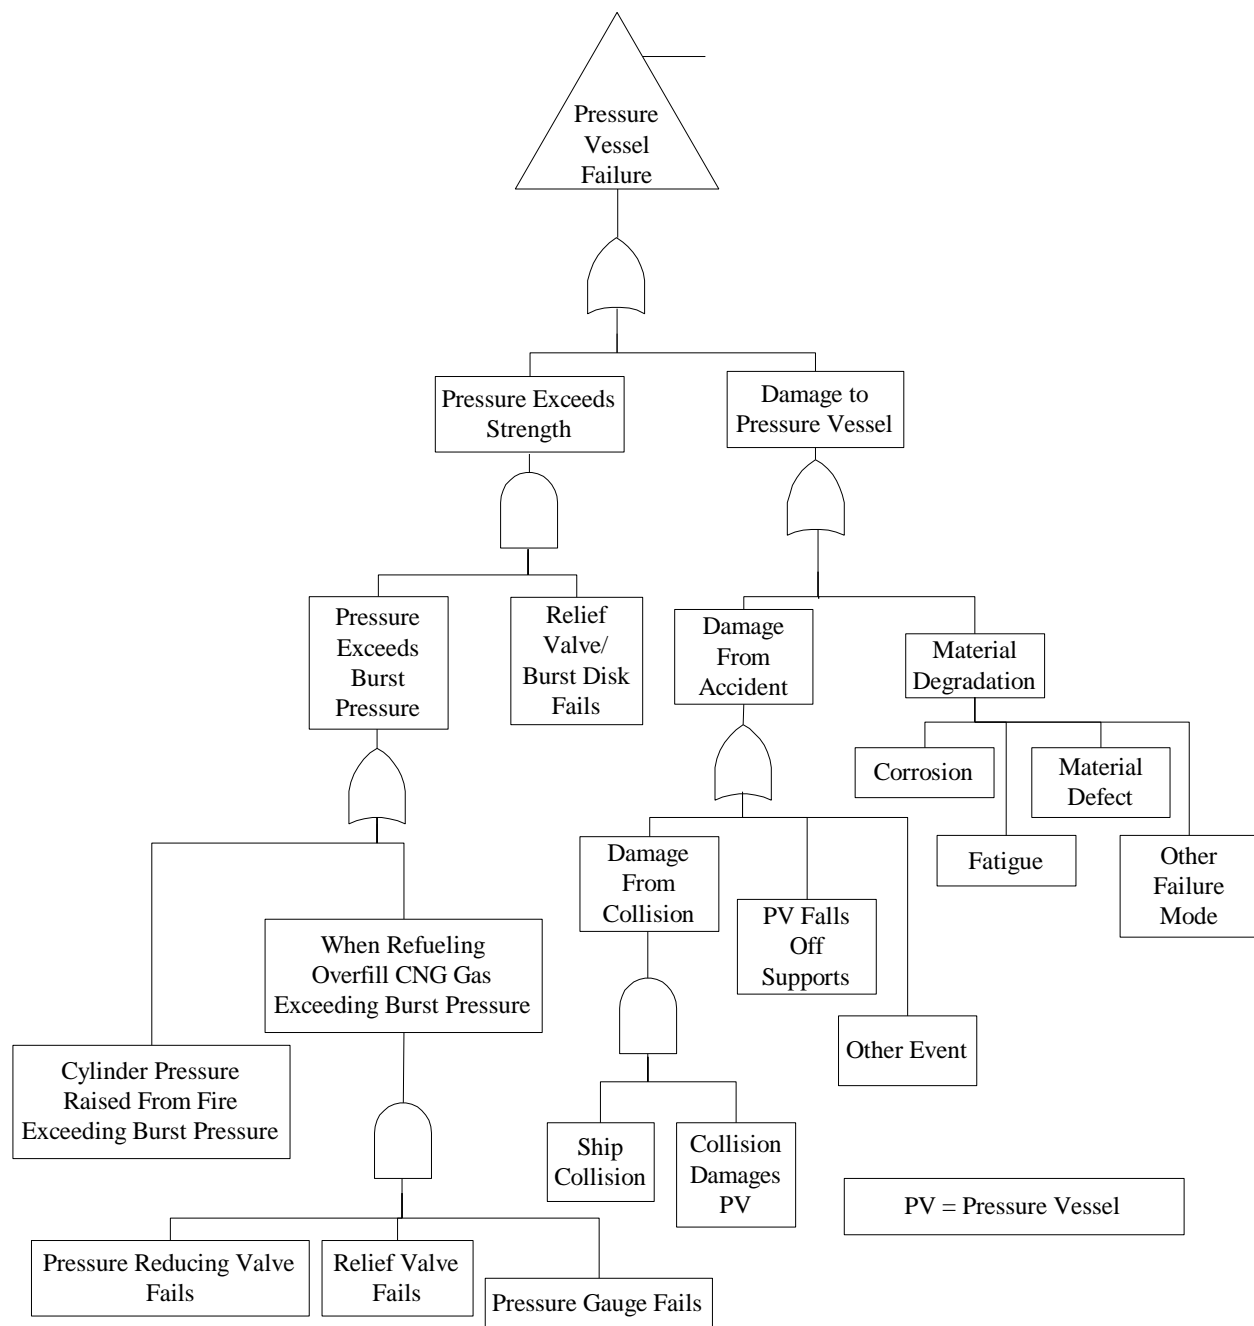 Pressure
Vessel
Failure
Pressure Exceeds
Strength
Damage to
Pressure Vessel
Pressure
Exceeds
Burst
Pressure
Relief
Valve/
Burst Disk
Fails
Damage
From
Accident
Material
Degradation
Corrosion
Material
Defect
Fatigue
Other
Failure
Mode
Damage
From
Collision
PV Falls
Off
Supports
Other Event
When Refueling
Overfill CNG Gas
Exceeding Burst Pressure
Cylinder Pressure
Raised From Fire
Exceeding Burst Pressure
Ship
Collision
Collision
Damages
PV
PV = Pressure Vessel
Pressure Reducing Valve
Fails
Relief Valve
Fails
Pressure Gauge Fails